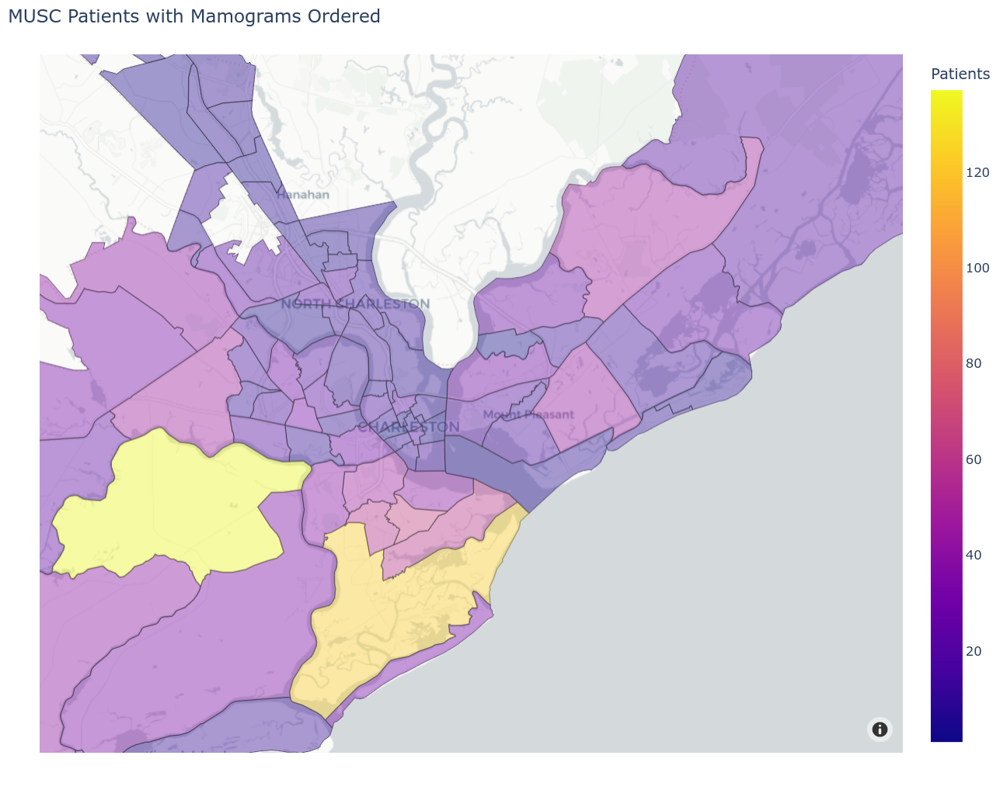 MUSC Patients with Mamograms Ordered
Patients
120
100
80
60
40
20
Hanahan
NORTH CHARLESTON
Mount Pleasant
CHARLESTON